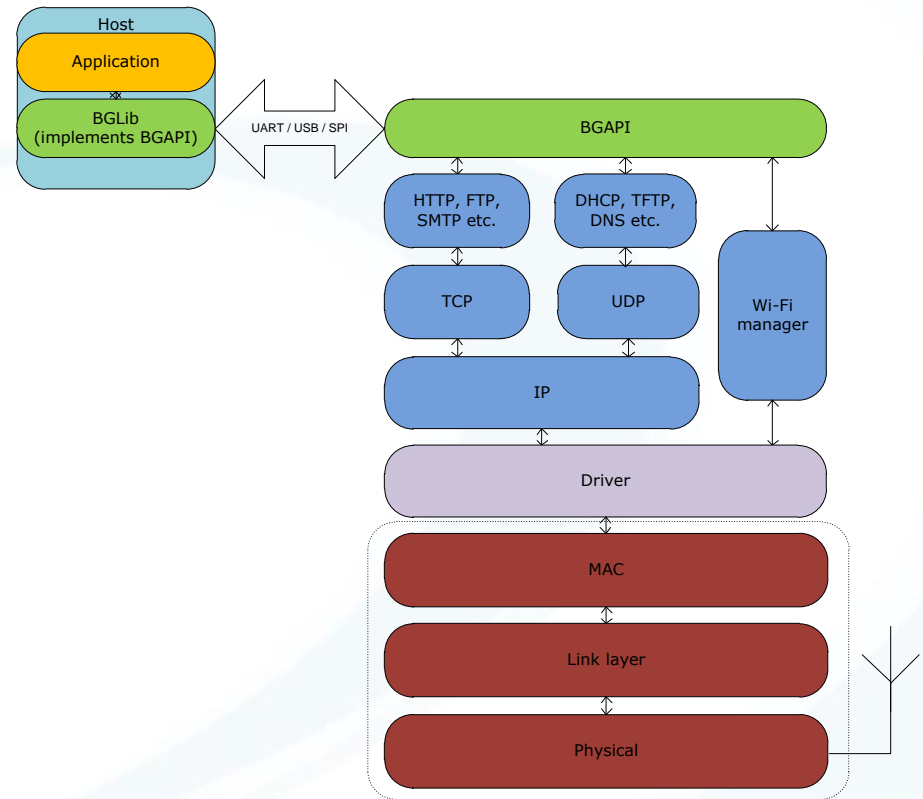 Host
Application
BGLib
(implements BGAPI)
UART / USB / SPI
BGAPI
HTTP, FTP,
SMTP etc.
DHCP, TFTP,
DNS etc.
TCP
UDP
Wi-Fi
manager
IP
Driver
MAC
Link layer
Physical